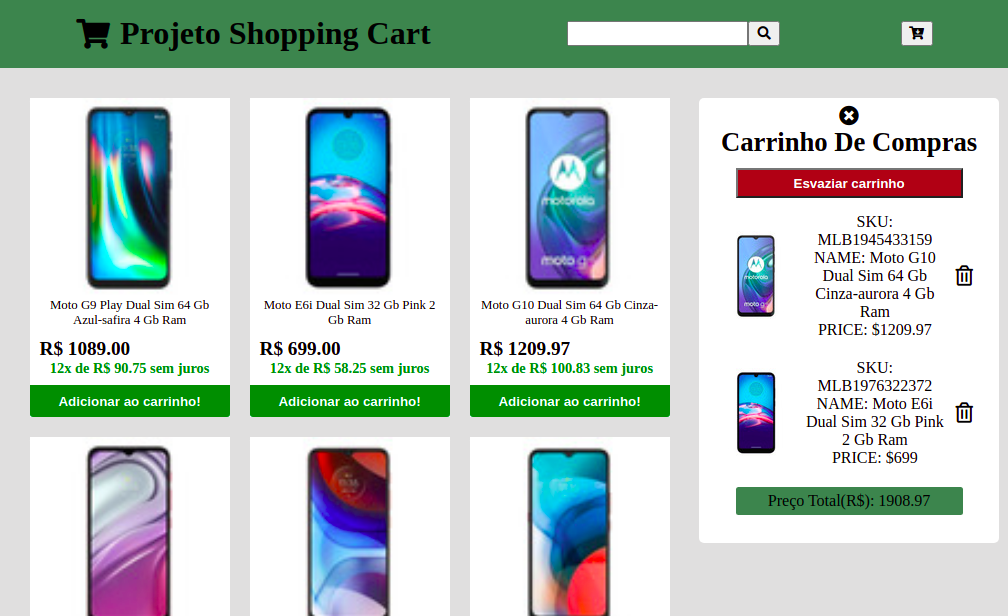 Projeto Shopping Cart
Moto G9 Play Dual Sim 64 Gb
Azul-safira 4 Gb Ram
R$ 1089.00
12x de R$ 90.75 sem juros
Adicionar ao carrinho!
Moto E6i Dual Sim 32 Gb Pink 2
Gb Ram
R$ 699.00
12x de R$ 58.25 sem juros
Adicionar ao carrinho!
motorola
moto g
Moto G10 Dual Sim 64 Gb Cinza-
aurora 4 Gb Ram
R$ 1209.97
12x de R$ 100.83 sem juros
Adicionar ao carrinho!
Carrinho De Compras
Esvaziar carrinho
SKU:
MLB1945433159
NAME: Moto G10
Dual Sim 64 Gb
Cinza-aurora 4 Gb
Ram
PRICE: $1209.97
SKU:
MLB1976322372
NAME: Moto E6i
Dual Sim 32 Gb Pink
2 Gb Ram
PRICE: $699
Preço Total(R$): 1908.97